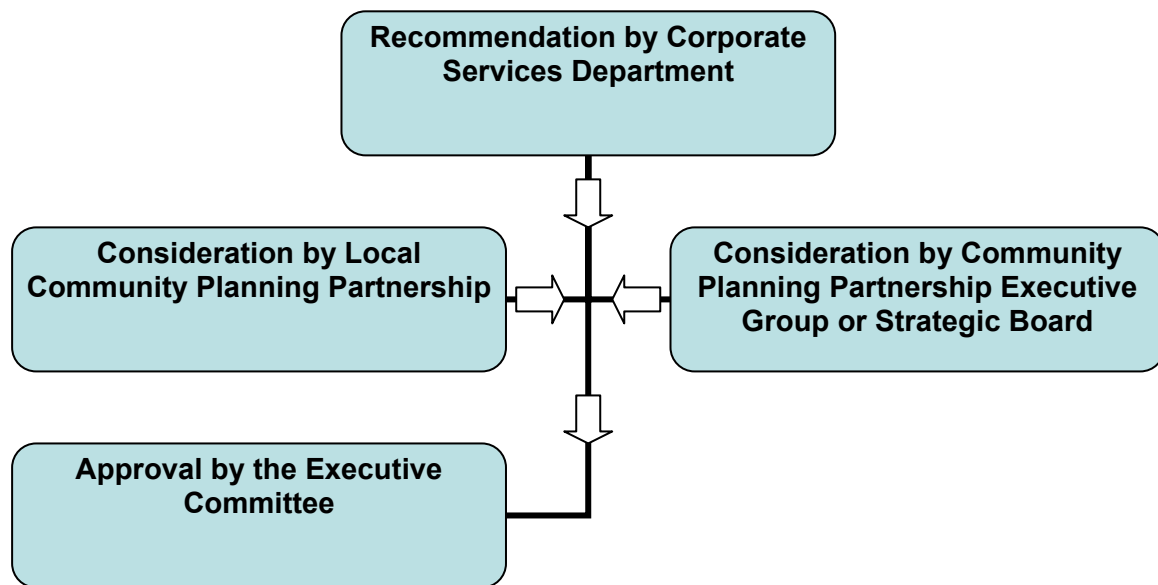 Recommendation by Corporate
Services Department
Consideration by Local
Community Planning Partnership
Consideration by Community
Planning Partnership Executive
Group or Strategic Board
Approval by the Executive
Committee